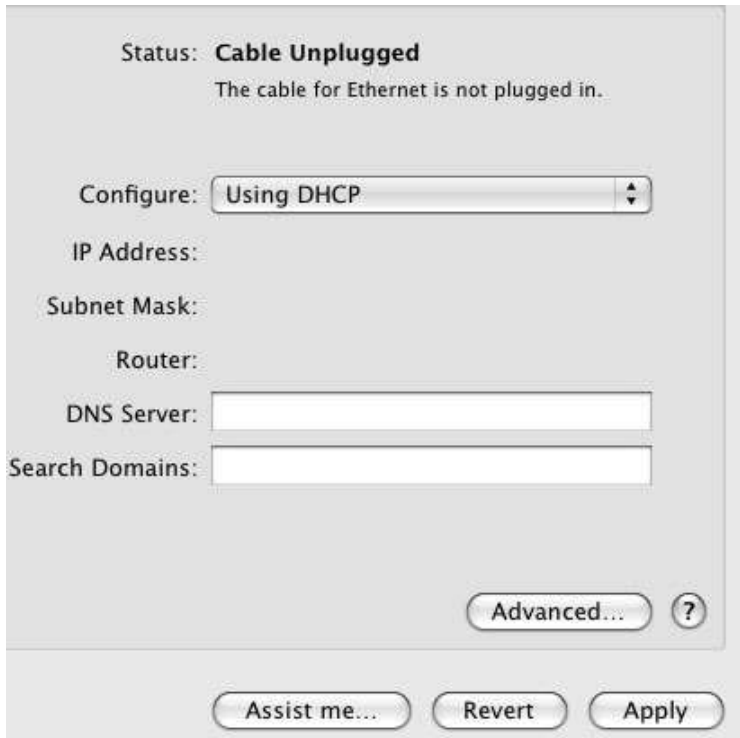 Status: Cable Unplugged
The cable for Ethernet is not plugged in.
Configure: Using DHCP
IP Address:
Subnet Mask:
Router:
DNS Server:
Search Domains:
Advanced... ?
Assist me... Revert Apply